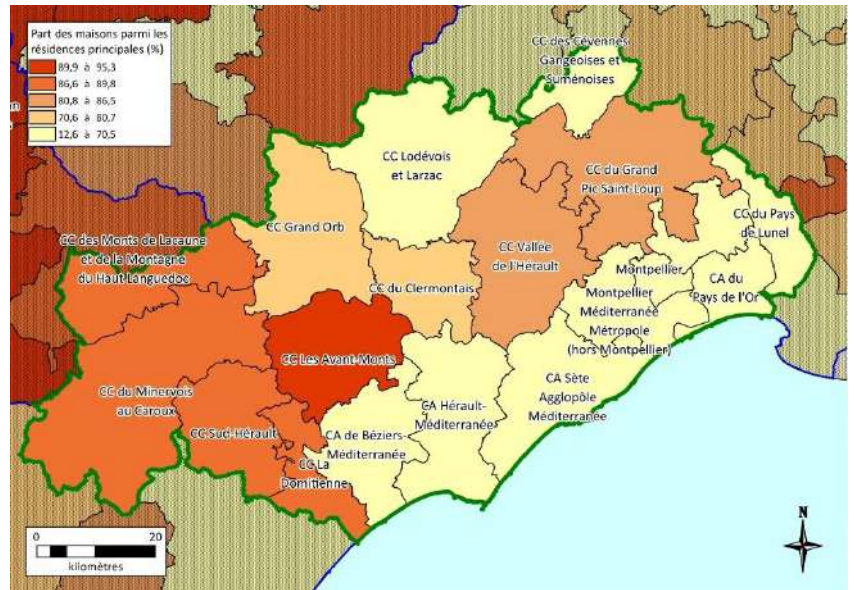 Part des maisons parmi les
résidences principales (%)
89,9 à 95,3
86,6 à 89,8
80,8 à 86,5
70,6 à 80,7
12,6 à 70,5
CC des Cévennes
Gangeoises et
Suménoises
CC Lodévois
et Larzac
CC du Grand
Pic Saint-Loup
CC Grand Orb
CC du Pays
de Lunel
CC des Monts de Lacaune
et de la Montagne
du Haut Languedoc
CC Vallée
de l'Hérault
Montpellier
CA du
Pays de l'Or
CC du Clermontais
Montpellier
Méditerranée
Métropole
(hors Montpellier)
CC Les Avant-Monts
CA Sète
Agglopôle
Méditerranée
CC du Minervois
au Caroux
CA Hérault-
Méditerranée
CC Sud-Hérault
CA de Béziers-
Méditerranée
CC La
Domitienne
0 20
kilomètres
N